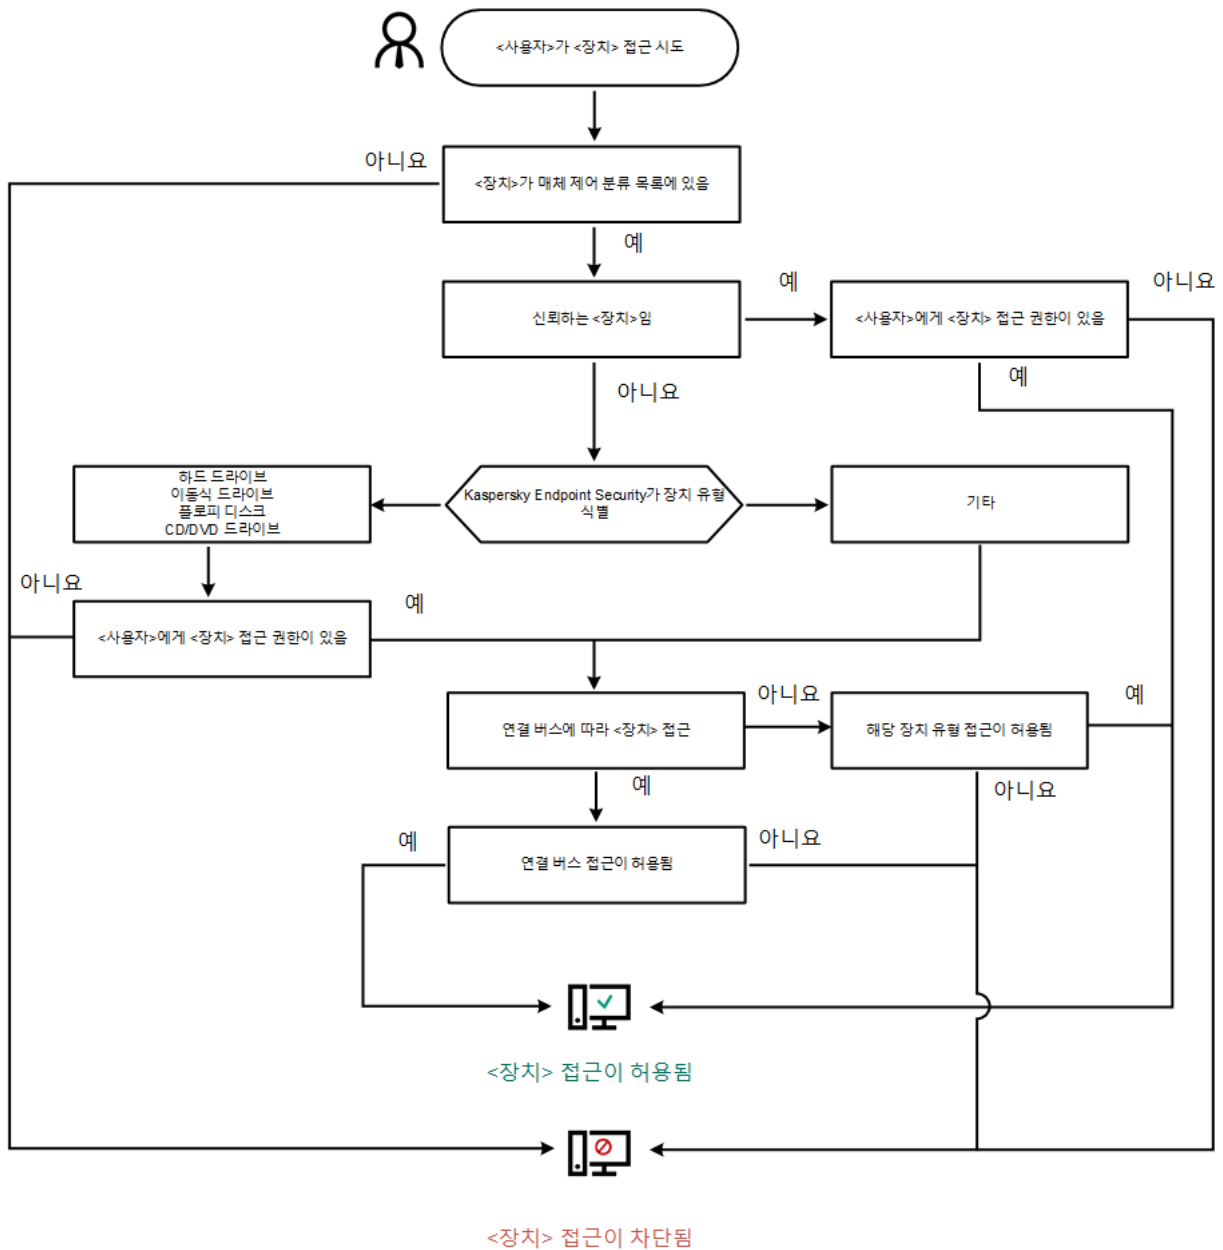 <사용자>가 <장치> 접근 시도
아니요
<장치>가 매체 제어 분류 목록에 있음
예
신뢰하는 <장치>임
예
<사용자>에게 <장치> 접근 권한이 있음
아니요
예
아니요
하드 드라이브
이동식 드라이브
플로피 디스크
CD/DVD 드라이브
Kaspersky Endpoint Security가 장치 유형
식별
기타
아니요
<사용자>에게 <장치> 접근 권한이 있음
예
연결 버스에 따라 <장치> 접근
아니요
해당 장치 유형 접근이 허용됨
예
예
아니요
예
연결 버스 접근이 허용됨
아니요
<장치> 접근이 허용됨
<장치> 접근이 차단됨